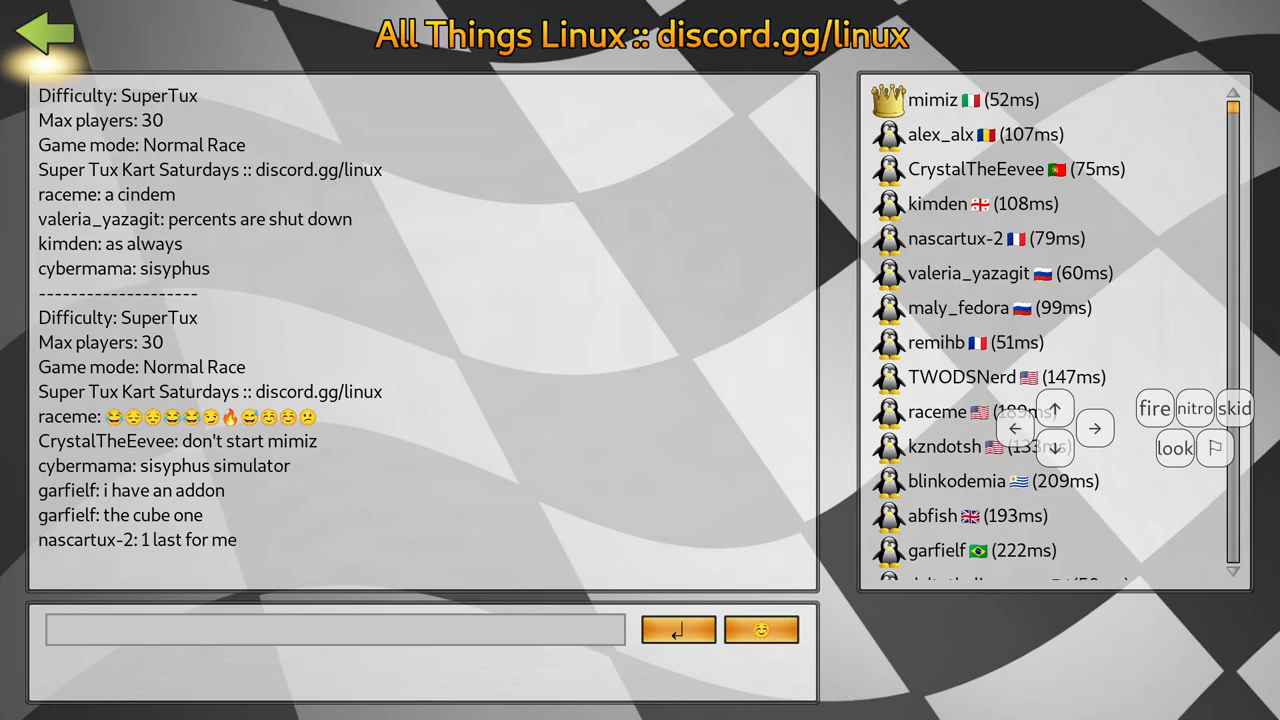 All Things Linux :: discord.gg/linux
Difficulty: SuperTux
Max players: 30
Game mode: Normal Race
Super Tux Kart Saturdays :: discord.gg/linux
raceme: a cindem
valeria_yazagit: percents are shut down
kimden: as always
cybermama: sisyphus
--------------------
Difficulty: SuperTux
Max players: 30
Game mode: Normal Race
Super Tux Kart Saturdays :: discord.gg/linux
raceme: 😂😔😔😂😂😏🔥😅☺️☺️😕
CrystalTheEevee: don't start mimiz
cybermama: sisyphus simulator
garfielf: i have an addon
garfielf: the cube one
nascartux-2: 1 last for me
mimiz 🇮🇹 (52ms)
alex_alx 🇷🇴 (107ms)
CrystalTheEevee 🇵🇹 (75ms)
kimden 🇬🇪 (108ms)
nascartux-2 🇫🇷 (79ms)
valeria_yazagit 🇷🇺 (60ms)
maly_fedora 🇷🇺 (99ms)
remihb 🇫🇷 (51ms)
TWODSNerd 🇺🇸 (147ms)
raceme 🇺🇸 (189ms)
kzndotsh 🇺🇸 (133ms)
blinkodemia 🇺🇾 (209ms)
abfish 🇬🇧 (193ms)
garfielf 🇧🇷 (222ms)
fire nitro skid
look